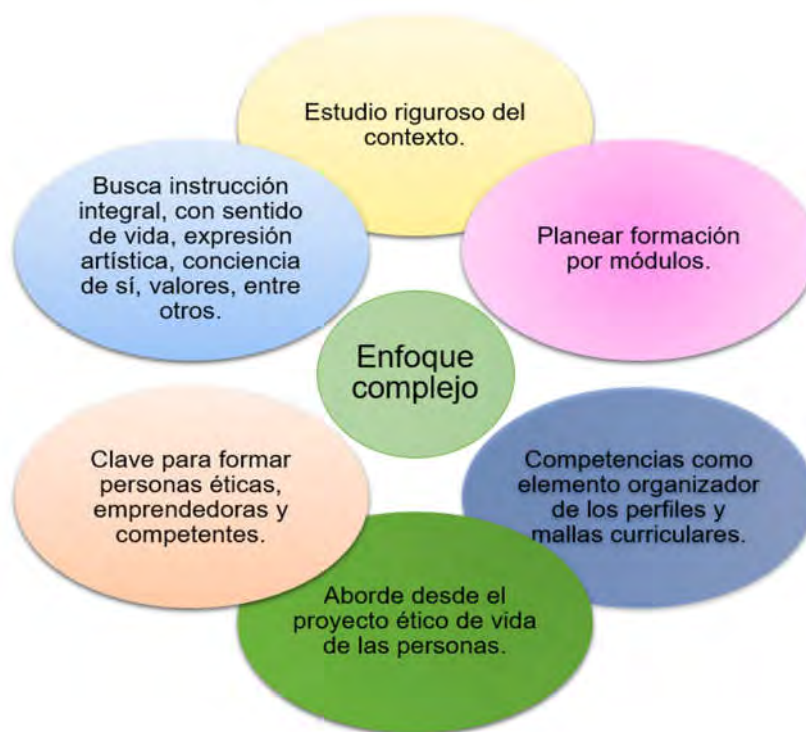 Estudio riguroso del
contexto.
Busca instrucción
integral, con sentido
de vida, expresión
artística, conciencia
de sí, valores, entre
otros.
Planear formación
por módulos.
Enfoque
complejo
Clave para formar
personas éticas,
emprendedoras y
competentes.
Competencias como
elemento organizador
de los perfiles y
mallas curriculares.
Aborde desde el
proyecto ético de vida
de las personas.